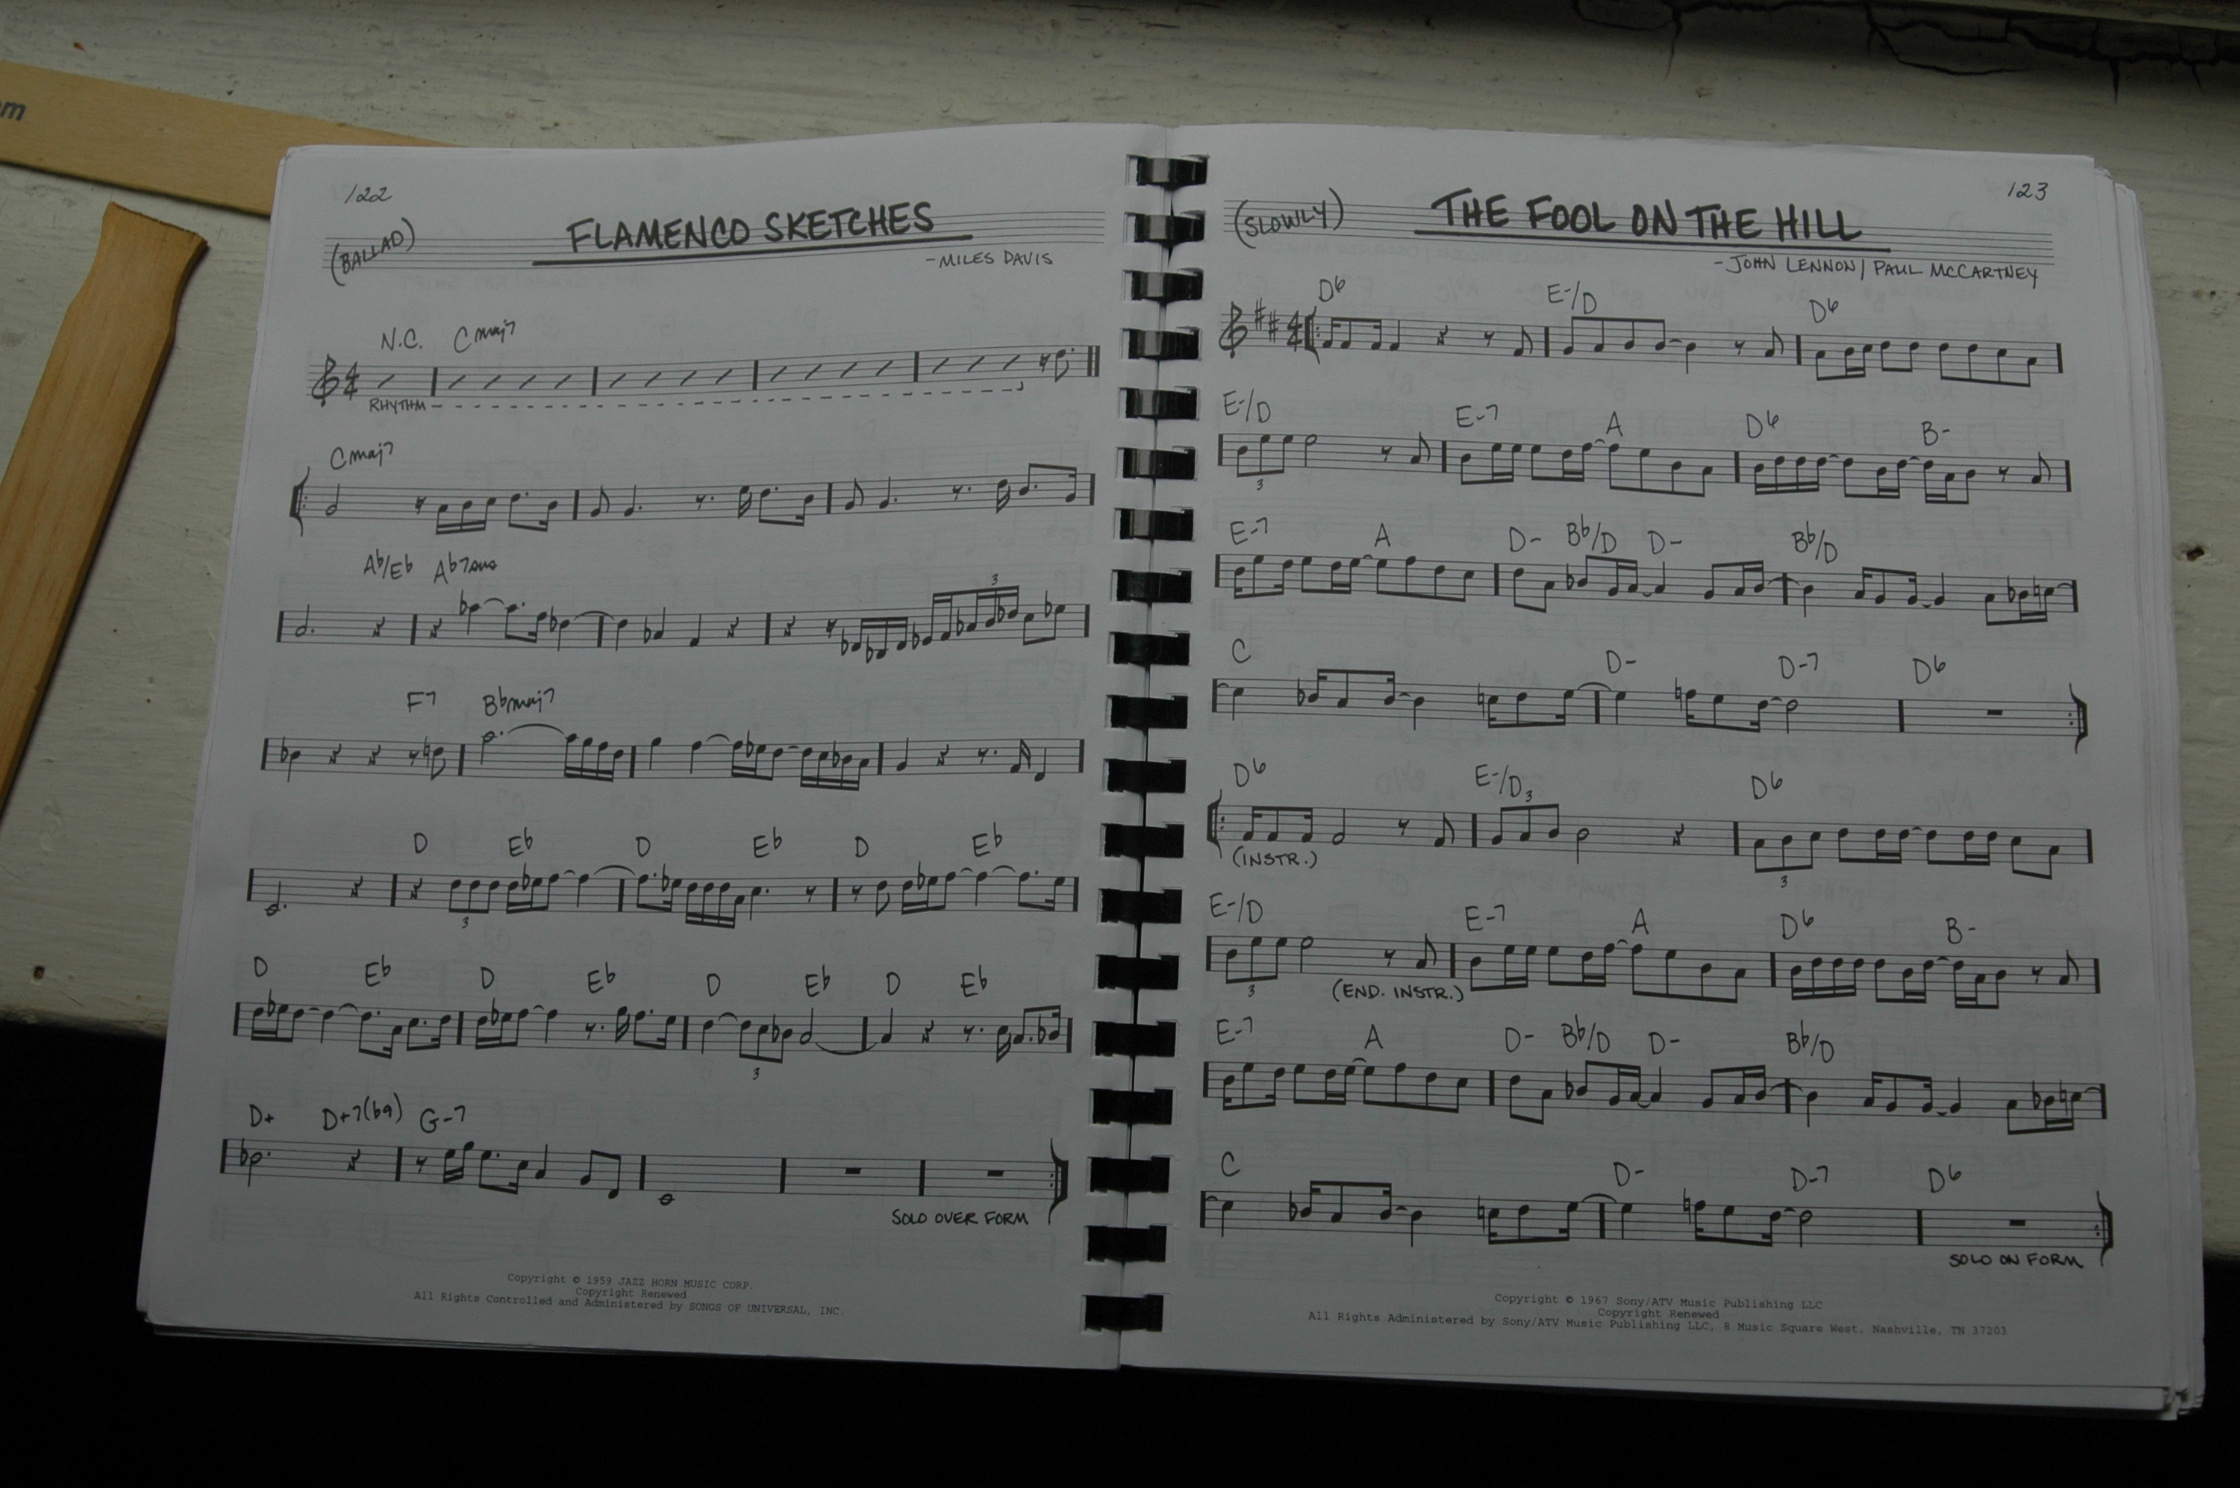 m
122
(BALLAD)
FLAMENCO SKETCHES
-MILES DAVIS
N.C. Cmaj7
RHYTHM
Cmaj7
Ab/Eb Ab7sus
3
F7 Bbmaj7
D Eb D Eb D Eb
3
D Eb D Eb D Eb D Eb
3
D+ D+7(b9) G-7
SOLO OVER FORM
Copyright © 1959 JAZZ HORN MUSIC CORP.
Copyright Renewed
All Rights Controlled and Administered by SONGS OF UNIVERSAL, INC.
123
(SLOWLY)
THE FOOL ON THE HILL
-JOHN LENNON/PAUL McCARTNEY
D6 E-/D D6
E-/D E-7 A D6 B-
3
E-7 A D- Bb/D D- Bb/D
C D- D-7 D6
D6 E-/D D6
3
(INSTR.)
3
E-/D E-7 A D6 B-
3
(END. INSTR.)
E-7 A D- Bb/D D- Bb/D
C D- D-7 D6
SOLO ON FORM
Copyright © 1967 Sony/ATV Music Publishing LLC
Copyright Renewed
All Rights Administered by Sony/ATV Music Publishing LLC, 8 Music Square West, Nashville, TN 37203